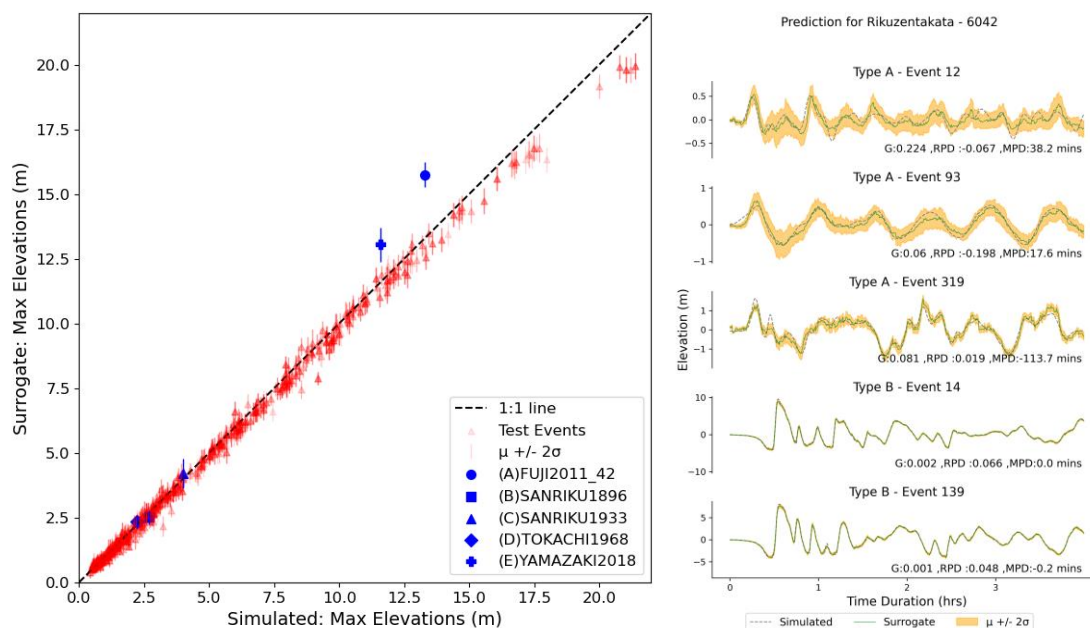 Surrogate: Max Elevations (m)
20.0
17.5
15.0
12.5
10.0
7.5
5.0
2.5
0.0
0.0 2.5 5.0 7.5 10.0 12.5 15.0 17.5 20.0
Simulated: Max Elevations (m)
1:1 line
Test Events
μ +/- 2σ
(A)FUJI2011_42
(B)SANRIKU1896
(C)SANRIKU1933
(D)TOKACHI1968
(E)YAMAZAKI2018
Prediction for Rikuzentakata - 6042
Type A - Event 12
0.5
0.0
−0.5
G:0.224 ,RPD :-0.067 ,MPD:38.2 mins
Type A - Event 93
1
0
−1
G:0.06 ,RPD :-0.198 ,MPD:17.6 mins
Type A - Event 319
Elevation (m)
1
0
−1
G:0.081 ,RPD :0.019 ,MPD:-113.7 mins
Type B - Event 14
10
0
−10
G:0.002 ,RPD :0.066 ,MPD:0.0 mins
Type B - Event 139
5
0
−5
G:0.001 ,RPD :0.048 ,MPD:-0.2 mins
0 1 2 3
Time Duration (hrs)
Simulated Surrogate μ +/- 2σ